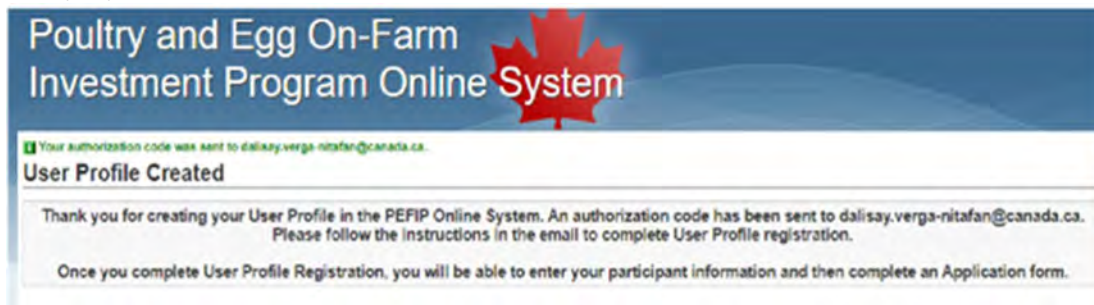 Poultry and Egg On-Farm
Investment Program Online System
Your authorization code was sent to dalisay.verga-nitafan@canada.ca.
User Profile Created
Thank you for creating your User Profile in the PEFIP Online System. An authorization code has been sent to dalisay.verga-nitafan@canada.ca.
Please follow the instructions in the email to complete User Profile registration.
Once you complete User Profile Registration, you will be able to enter your participant information and then complete an Application form.